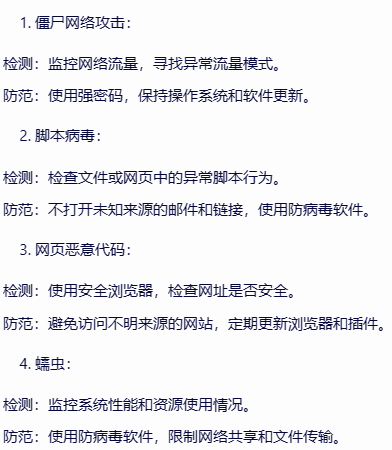 1. 僵尸网络攻击：
检测：监控网络流量，寻找异常流量模式。
防范：使用强密码，保持操作系统和软件更新。
2. 脚本病毒：
检测：检查文件或网页中的异常脚本行为。
防范：不打开未知来源的邮件和链接，使用防病毒软件。
3. 网页恶意代码：
检测：使用安全浏览器，检查网址是否安全。
防范：避免访问不明来源的网站，定期更新浏览器和插件。
4. 蠕虫：
检测：监控系统性能和资源使用情况。
防范：使用防病毒软件，限制网络共享和文件传输。